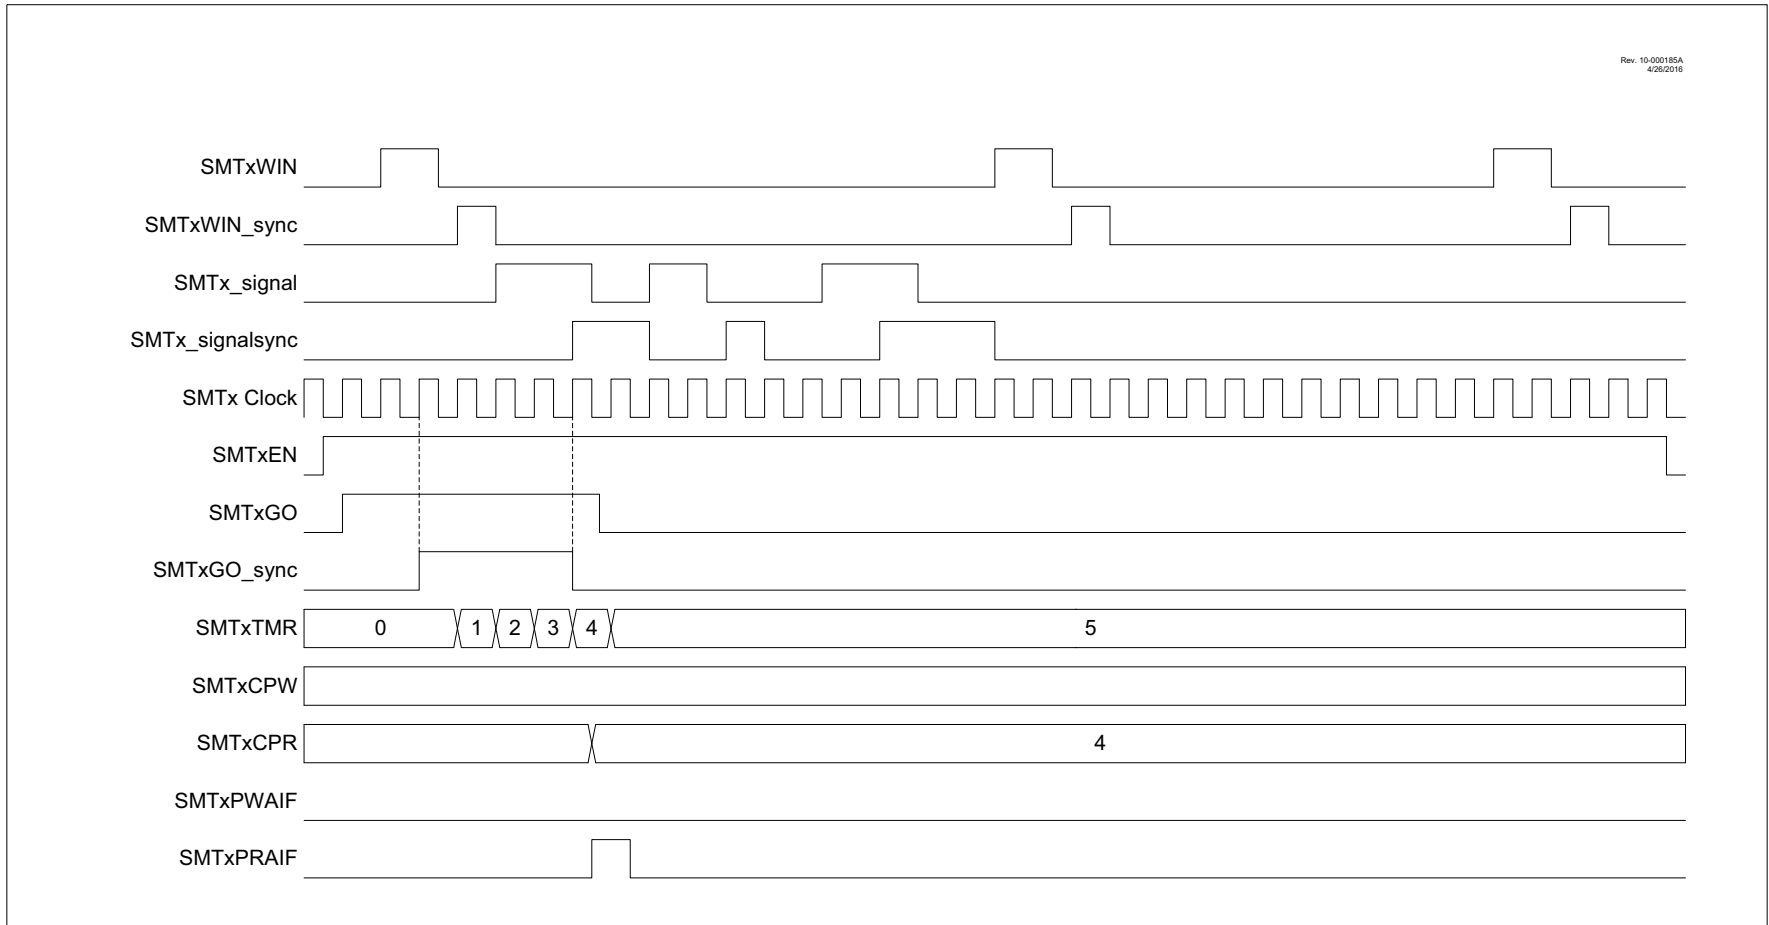 Rev. 10-000185A
4/26/2016
SMTxWIN
SMTxWIN_sync
SMTx_signal
SMTx_signalsync
SMTx Clock
SMTxEN
SMTxGO
SMTxGO_sync
SMTxTMR 0 1 2 3 4 5
SMTxCPW
SMTxCPR 4
SMTxPWAIF
SMTxPRAIF